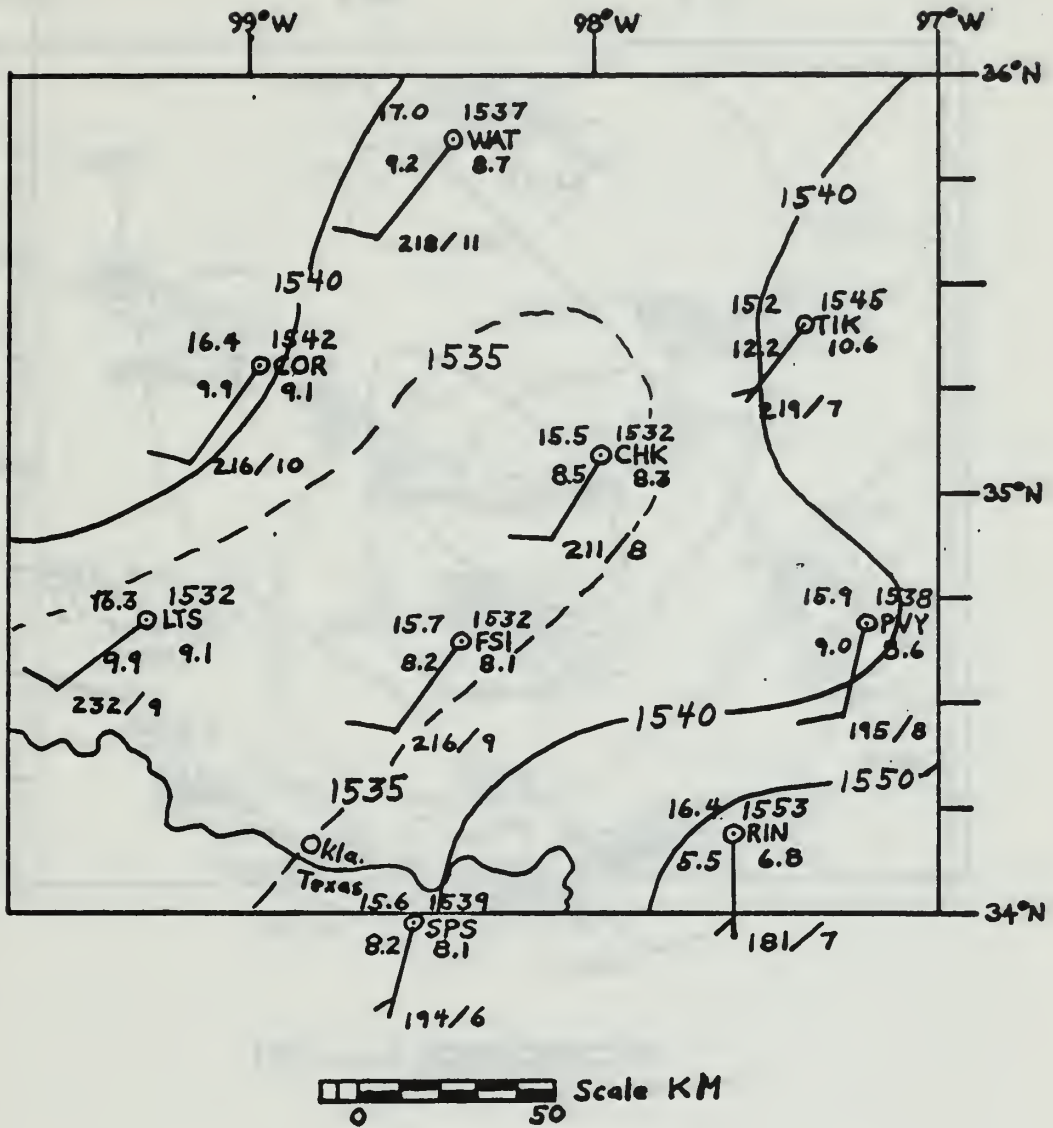 99°W 98°W 97°W
36°N
17.0 1537
WAT
9.2 8.7
218/11
1540
1540
15.2 1545
TIK
12.2 10.6
219/7
1535
16.4 1542
COR
9.9 9.1
216/10
15.5 1532
CHK
8.5 8.3
211/8
35°N
16.3 1532
LTS
9.9 9.1
232/9
15.7 1532
FSI
8.2 8.1
216/9
15.9 1538
PVY
9.0 8.6
195/8
1540
1535
1550
16.4 1553
RIN
5.5 6.8
181/7
Okla.
Texas
34°N
15.6 1539
SPS
8.2 8.1
194/6
Scale KM
0 50